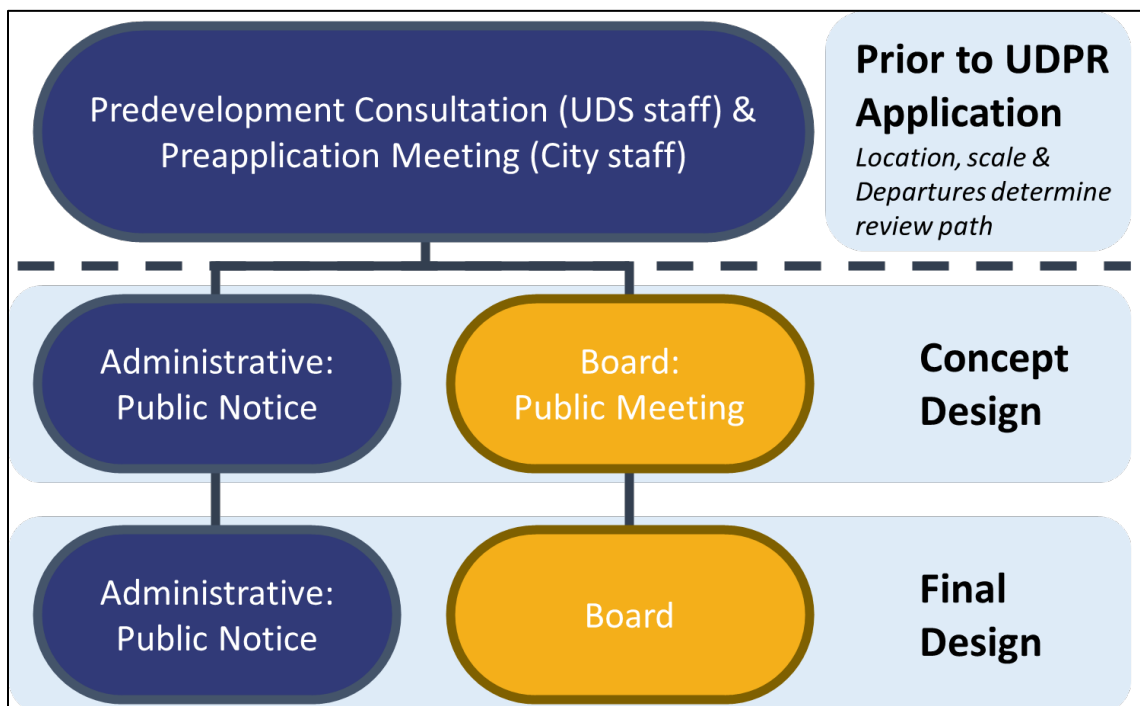 Predevelopment Consultation (UDS staff) &
Preapplication Meeting (City staff)
Prior to UDPR
Application
Location, scale &
Departures determine
review path
Administrative:
Public Notice
Board:
Public Meeting
Concept
Design
Administrative:
Public Notice
Board
Final
Design